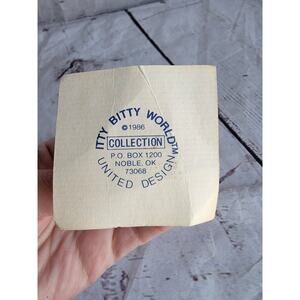 ITTY BITTY WORLD™
©1986
COLLECTION
P.O. BOX 1200
NOBLE, OK
73068
UNITED DESIGN